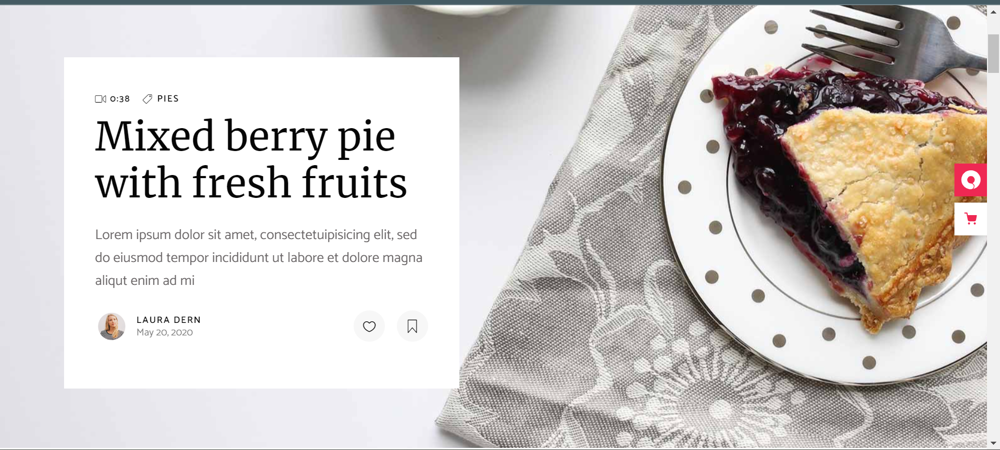 0:38 PIES
Mixed berry pie
with fresh fruits
Lorem ipsum dolor sit amet, consectetuipisicing elit, sed
do eiusmod tempor incididunt ut labore et dolore magna
aliqut enim ad mi
LAURA DERN
May 20, 2020